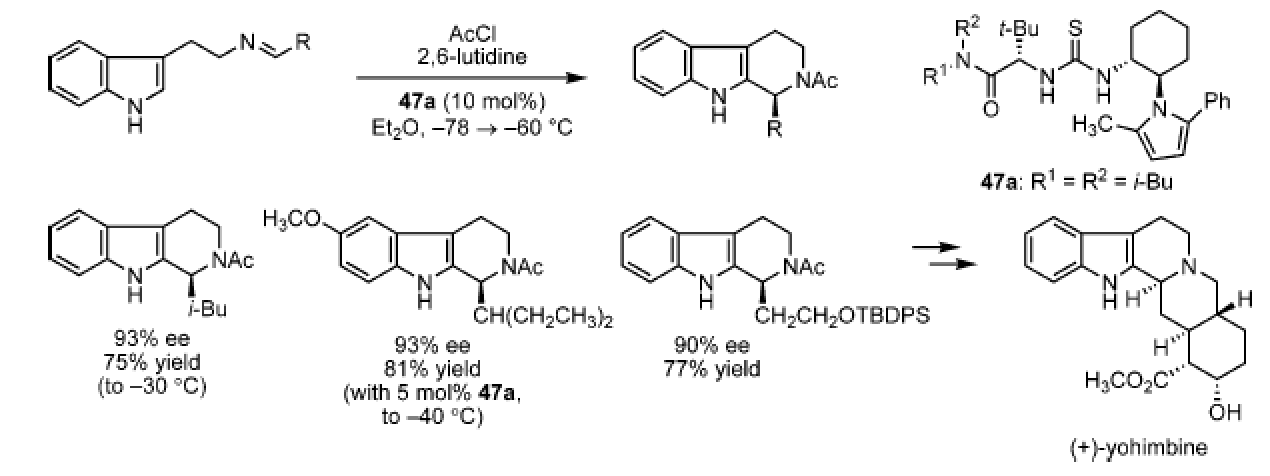 N
R
N
H
AcCl
2,6-lutidine
47a (10 mol%)
Et₂O, –78 → –60 °C
NAc
N
H
R
R²
t-Bu
S
R¹
N
N
H
N
H
O
N
Ph
H₃C
47a: R¹ = R² = i-Bu
NAc
N
H
i-Bu
93% ee
75% yield
(to –30 °C)
H₃CO
NAc
N
H
CH(CH₂CH₃)₂
93% ee
81% yield
(with 5 mol% 47a,
to –40 °C)
NAc
N
H
CH₂CH₂OTBDPS
90% ee
77% yield
N
N
H
H
H
H
H₃CO₂C
OH
(+)-yohimbine